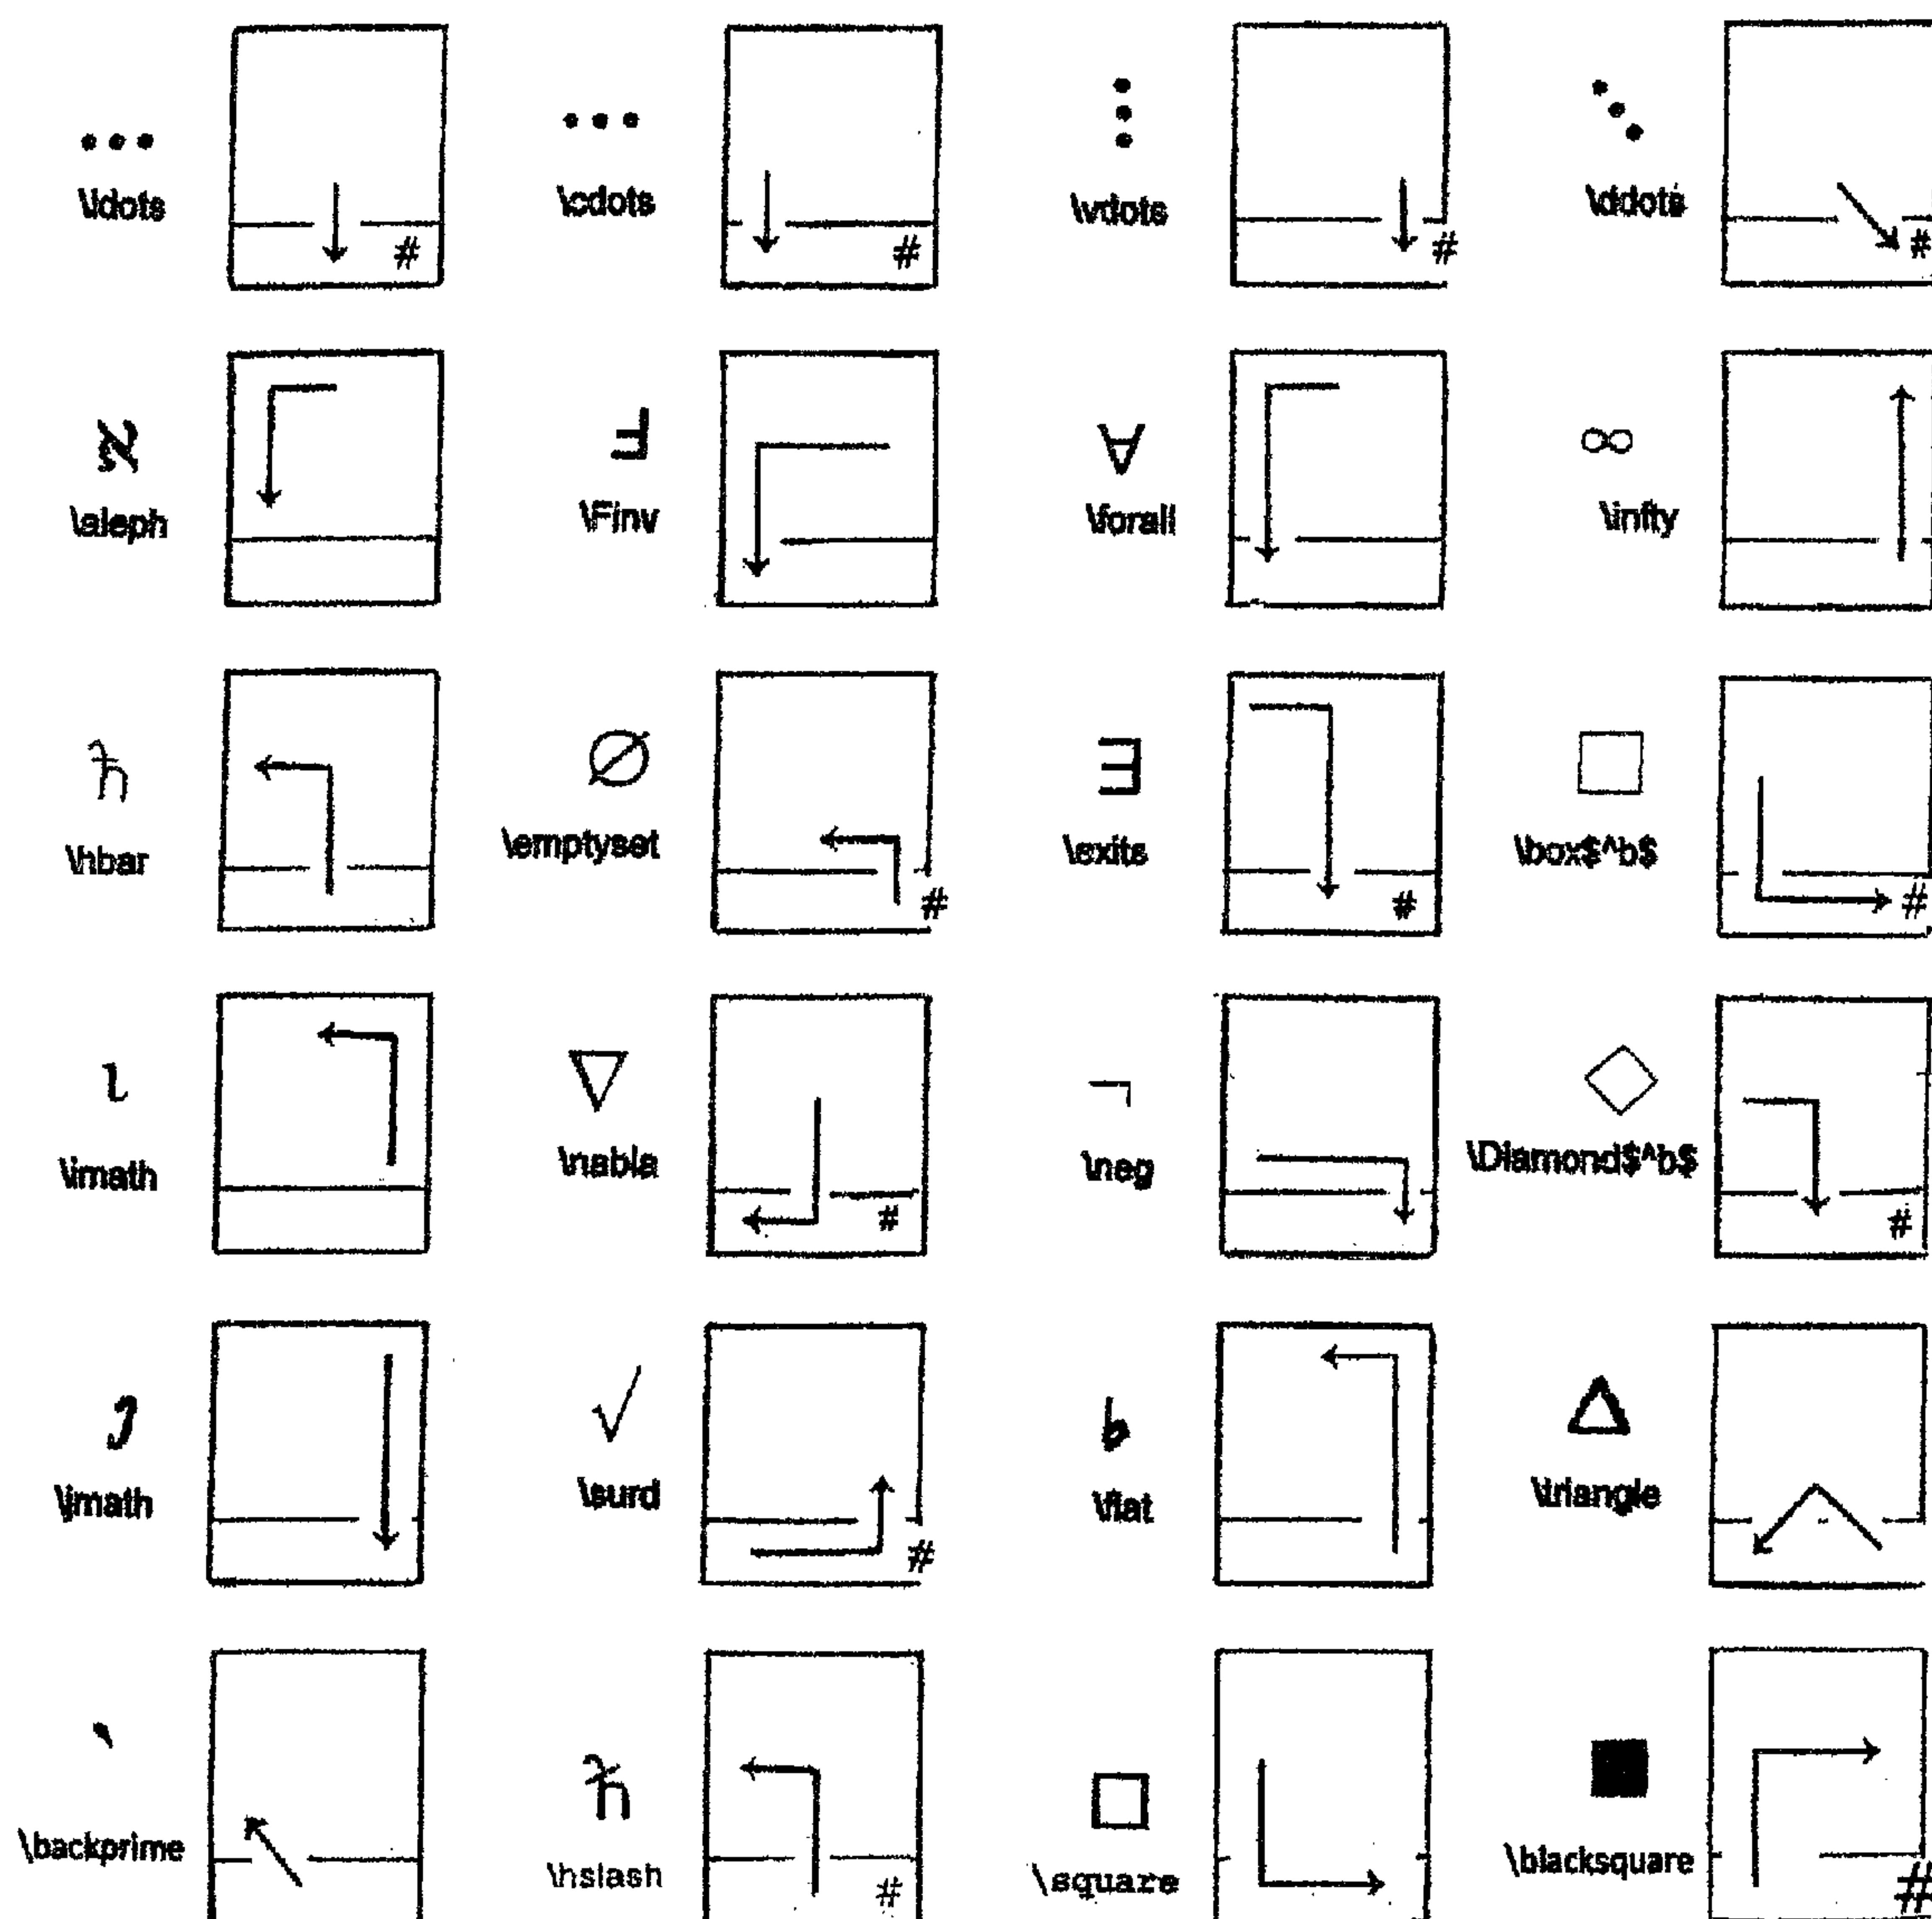 ... ... ⋮ ⋱
\ldots \cdots \vdots \ddots
# # # #
ℵ Ⅎ ∀ ∞
\aleph \Finv \forall \infty
ℏ ∅ ∃ □
\hbar \emptyset \exits \box$^b$
# # #
ı ∇ ¬ ◇
\imath \nabla \neg \Diamond$^b$
# #
ȷ √ ♭ △
\jmath \surd \flat \triangle
#
‵ ℏ □ ■
\backprime \hslash \square \blacksquare
# #